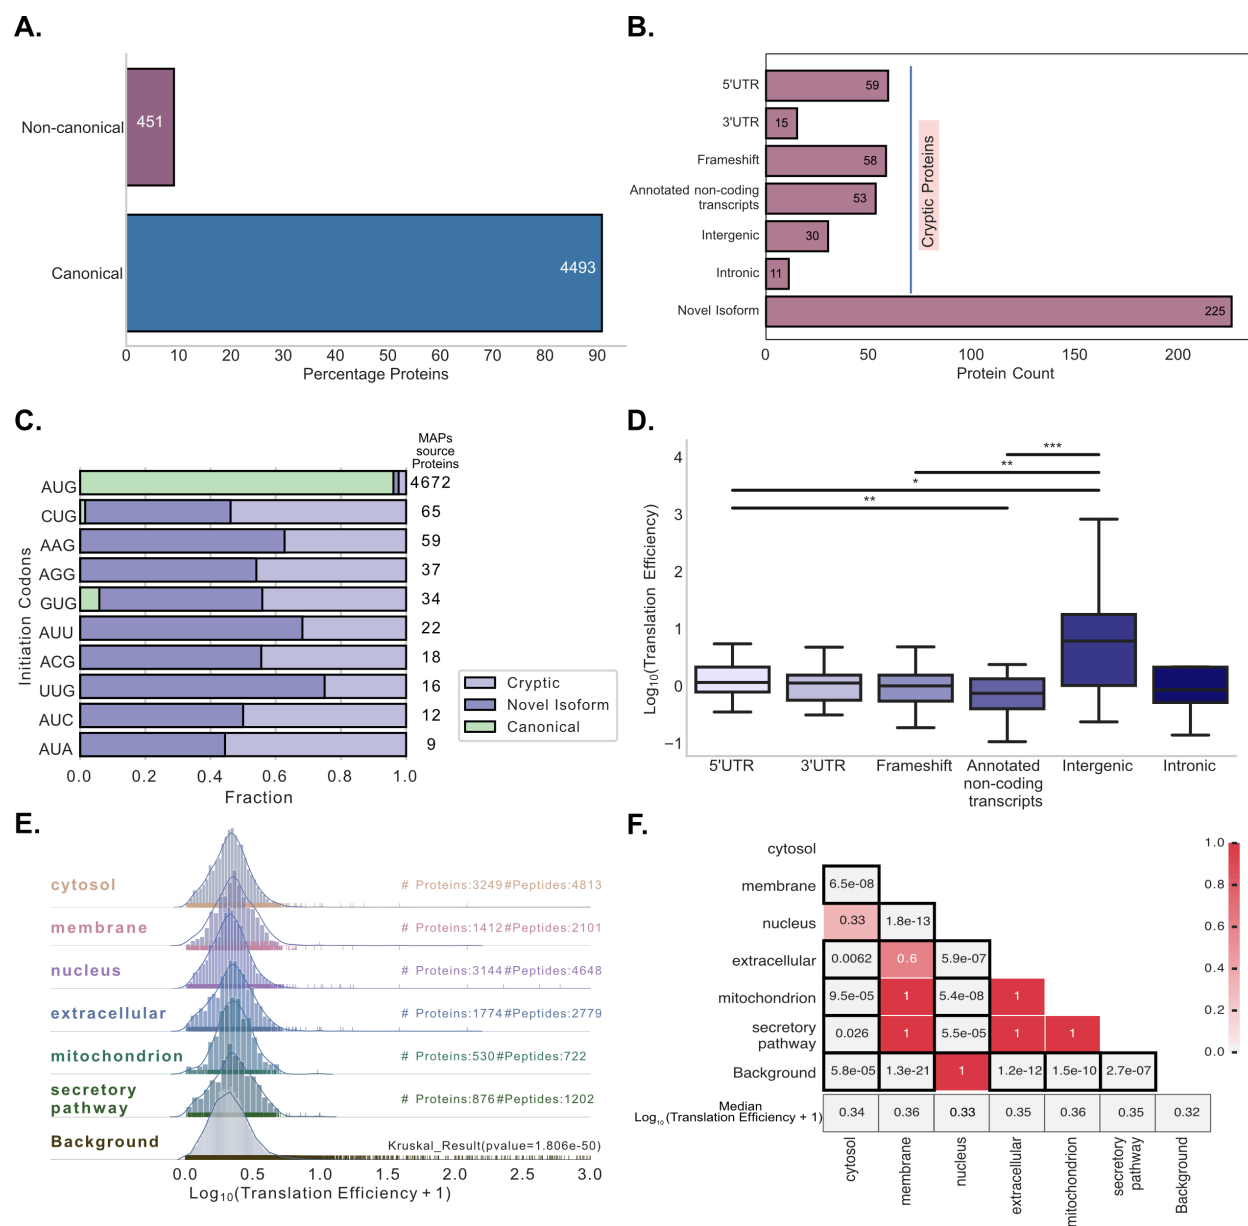 A.
Non-canonical
451
Canonical
4493
0 10 20 30 40 50 60 70 80 90
Percentage Proteins
B.
5'UTR
59
3'UTR
15
Frameshift
58
Annotated non-coding
transcripts
53
Intergenic
30
Intronic
11
Novel Isoform
225
Cryptic Proteins
0 50 100 150 200
Protein Count
C.
MAPs
source
Proteins
Initiation Codons
AUG 4672
CUG 65
AAG 59
AGG 37
GUG 34
AUU 22
ACG 18
UUG 16
AUC 12
AUA 9
0.0 0.2 0.4 0.6 0.8 1.0
Fraction
Cryptic
Novel Isoform
Canonical
D.
Log10(Translation Efficiency)
4
3
2
1
0
−1
***
**
*
**
5'UTR 3'UTR Frameshift Annotated Intergenic Intronic
non-coding
transcripts
E.
cytosol # Proteins:3249#Peptides:4813
membrane # Proteins:1412#Peptides:2101
nucleus # Proteins:3144#Peptides:4648
extracellular # Proteins:1774#Peptides:2779
mitochondrion # Proteins:530#Peptides:722
secretory
pathway # Proteins:876#Peptides:1202
Background Kruskal_Result(pvalue=1.806e-50)
0.0 0.5 1.0 1.5 2.0 2.5 3.0
Log10(Translation Efficiency + 1)
F.
cytosol
membrane 6.5e-08
nucleus 0.33 1.8e-13
extracellular 0.0062 0.6 5.9e-07
mitochondrion 9.5e-05 1 5.4e-08 1
secretory
pathway 0.026 1 5.5e-05 1 1
Background 5.8e-05 1.3e-21 1 1.2e-12 1.5e-10 2.7e-07
Median
Log10(Translation Efficiency + 1) 0.34 0.36 0.33 0.35 0.36 0.35 0.32
cytosol
membrane
nucleus
extracellular
mitochondrion
secretory
pathway
Background
1.0
0.8
0.6
0.4
0.2
0.0